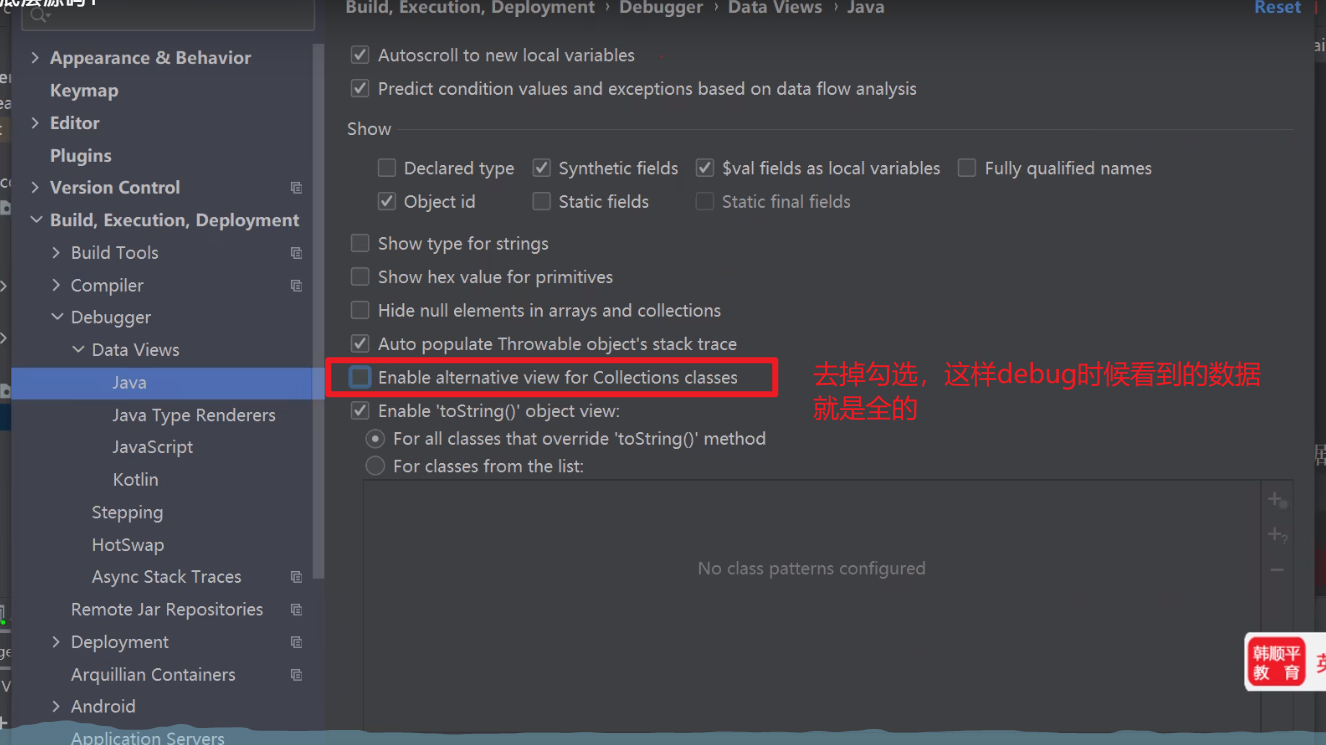 Build, Execution, Deployment › Debugger › Data Views › Java
Reset
Appearance & Behavior
Keymap
Editor
Plugins
Version Control
Build, Execution, Deployment
Build Tools
Compiler
Debugger
Data Views
Java
Java Type Renderers
JavaScript
Kotlin
Stepping
HotSwap
Async Stack Traces
Remote Jar Repositories
Deployment
Arquillian Containers
Android
Application Servers
Autoscroll to new local variables
Predict condition values and exceptions based on data flow analysis
Show
Declared type Synthetic fields $val fields as local variables Fully qualified names
Object id Static fields Static final fields
Show type for strings
Show hex value for primitives
Hide null elements in arrays and collections
Auto populate Throwable object's stack trace
Enable alternative view for Collections classes
去掉勾选，这样debug时候看到的数据
就是全的
Enable 'toString()' object view:
For all classes that override 'toString()' method
For classes from the list:
No class patterns configured
韩顺平
教育